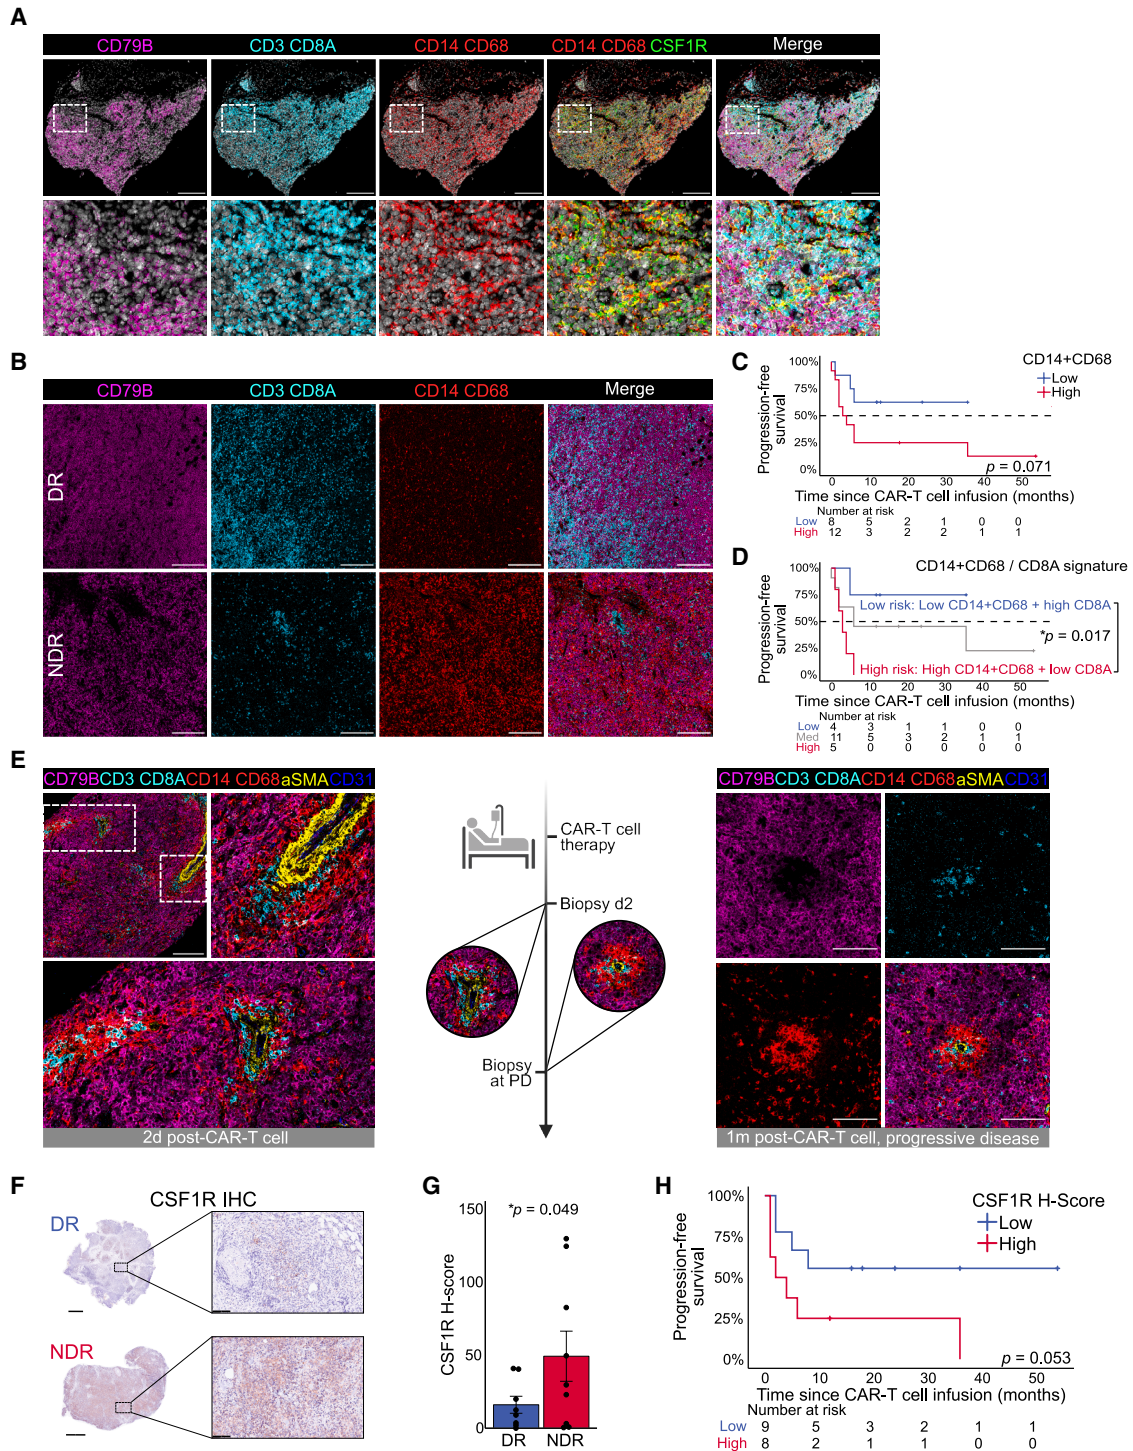 A
CD79B CD3 CD8A CD14 CD68 CD14 CD68 CSF1R Merge
B
CD79B CD3 CD8A CD14 CD68 Merge
DR
NDR
C
CD14+CD68
Low
High
Progression-free survival
100%
75%
50%
25%
0%
p = 0.071
0 10 20 30 40 50
Time since CAR-T cell infusion (months)
Number at risk
Low 8 5 2 1 0 0
High 12 3 2 2 1 1
D
CD14+CD68 / CD8A signature
Progression-free survival
100%
75%
50%
25%
0%
Low risk: Low CD14+CD68 + high CD8A
*p = 0.017
High risk: High CD14+CD68 + low CD8A
0 10 20 30 40 50
Time since CAR-T cell infusion (months)
Number at risk
Low 4 3 1 1 0 0
Med 11 5 3 2 1 1
High 5 0 0 0 0 0
E
CD79B CD3 CD8A CD14 CD68 aSMA CD31
2d post-CAR-T cell
CAR-T cell therapy
Biopsy d2
Biopsy at PD
CD79B CD3 CD8A CD14 CD68 aSMA CD31
1m post-CAR-T cell, progressive disease
F
CSF1R IHC
DR
NDR
G
*p = 0.049
CSF1R H-score
150
100
50
0
DR NDR
H
CSF1R H-Score
Low
High
Progression-free survival
100%
75%
50%
25%
0%
p = 0.053
0 10 20 30 40 50
Time since CAR-T cell infusion (months)
Number at risk
Low 9 5 3 2 1 1
High 8 2 1 1 0 0